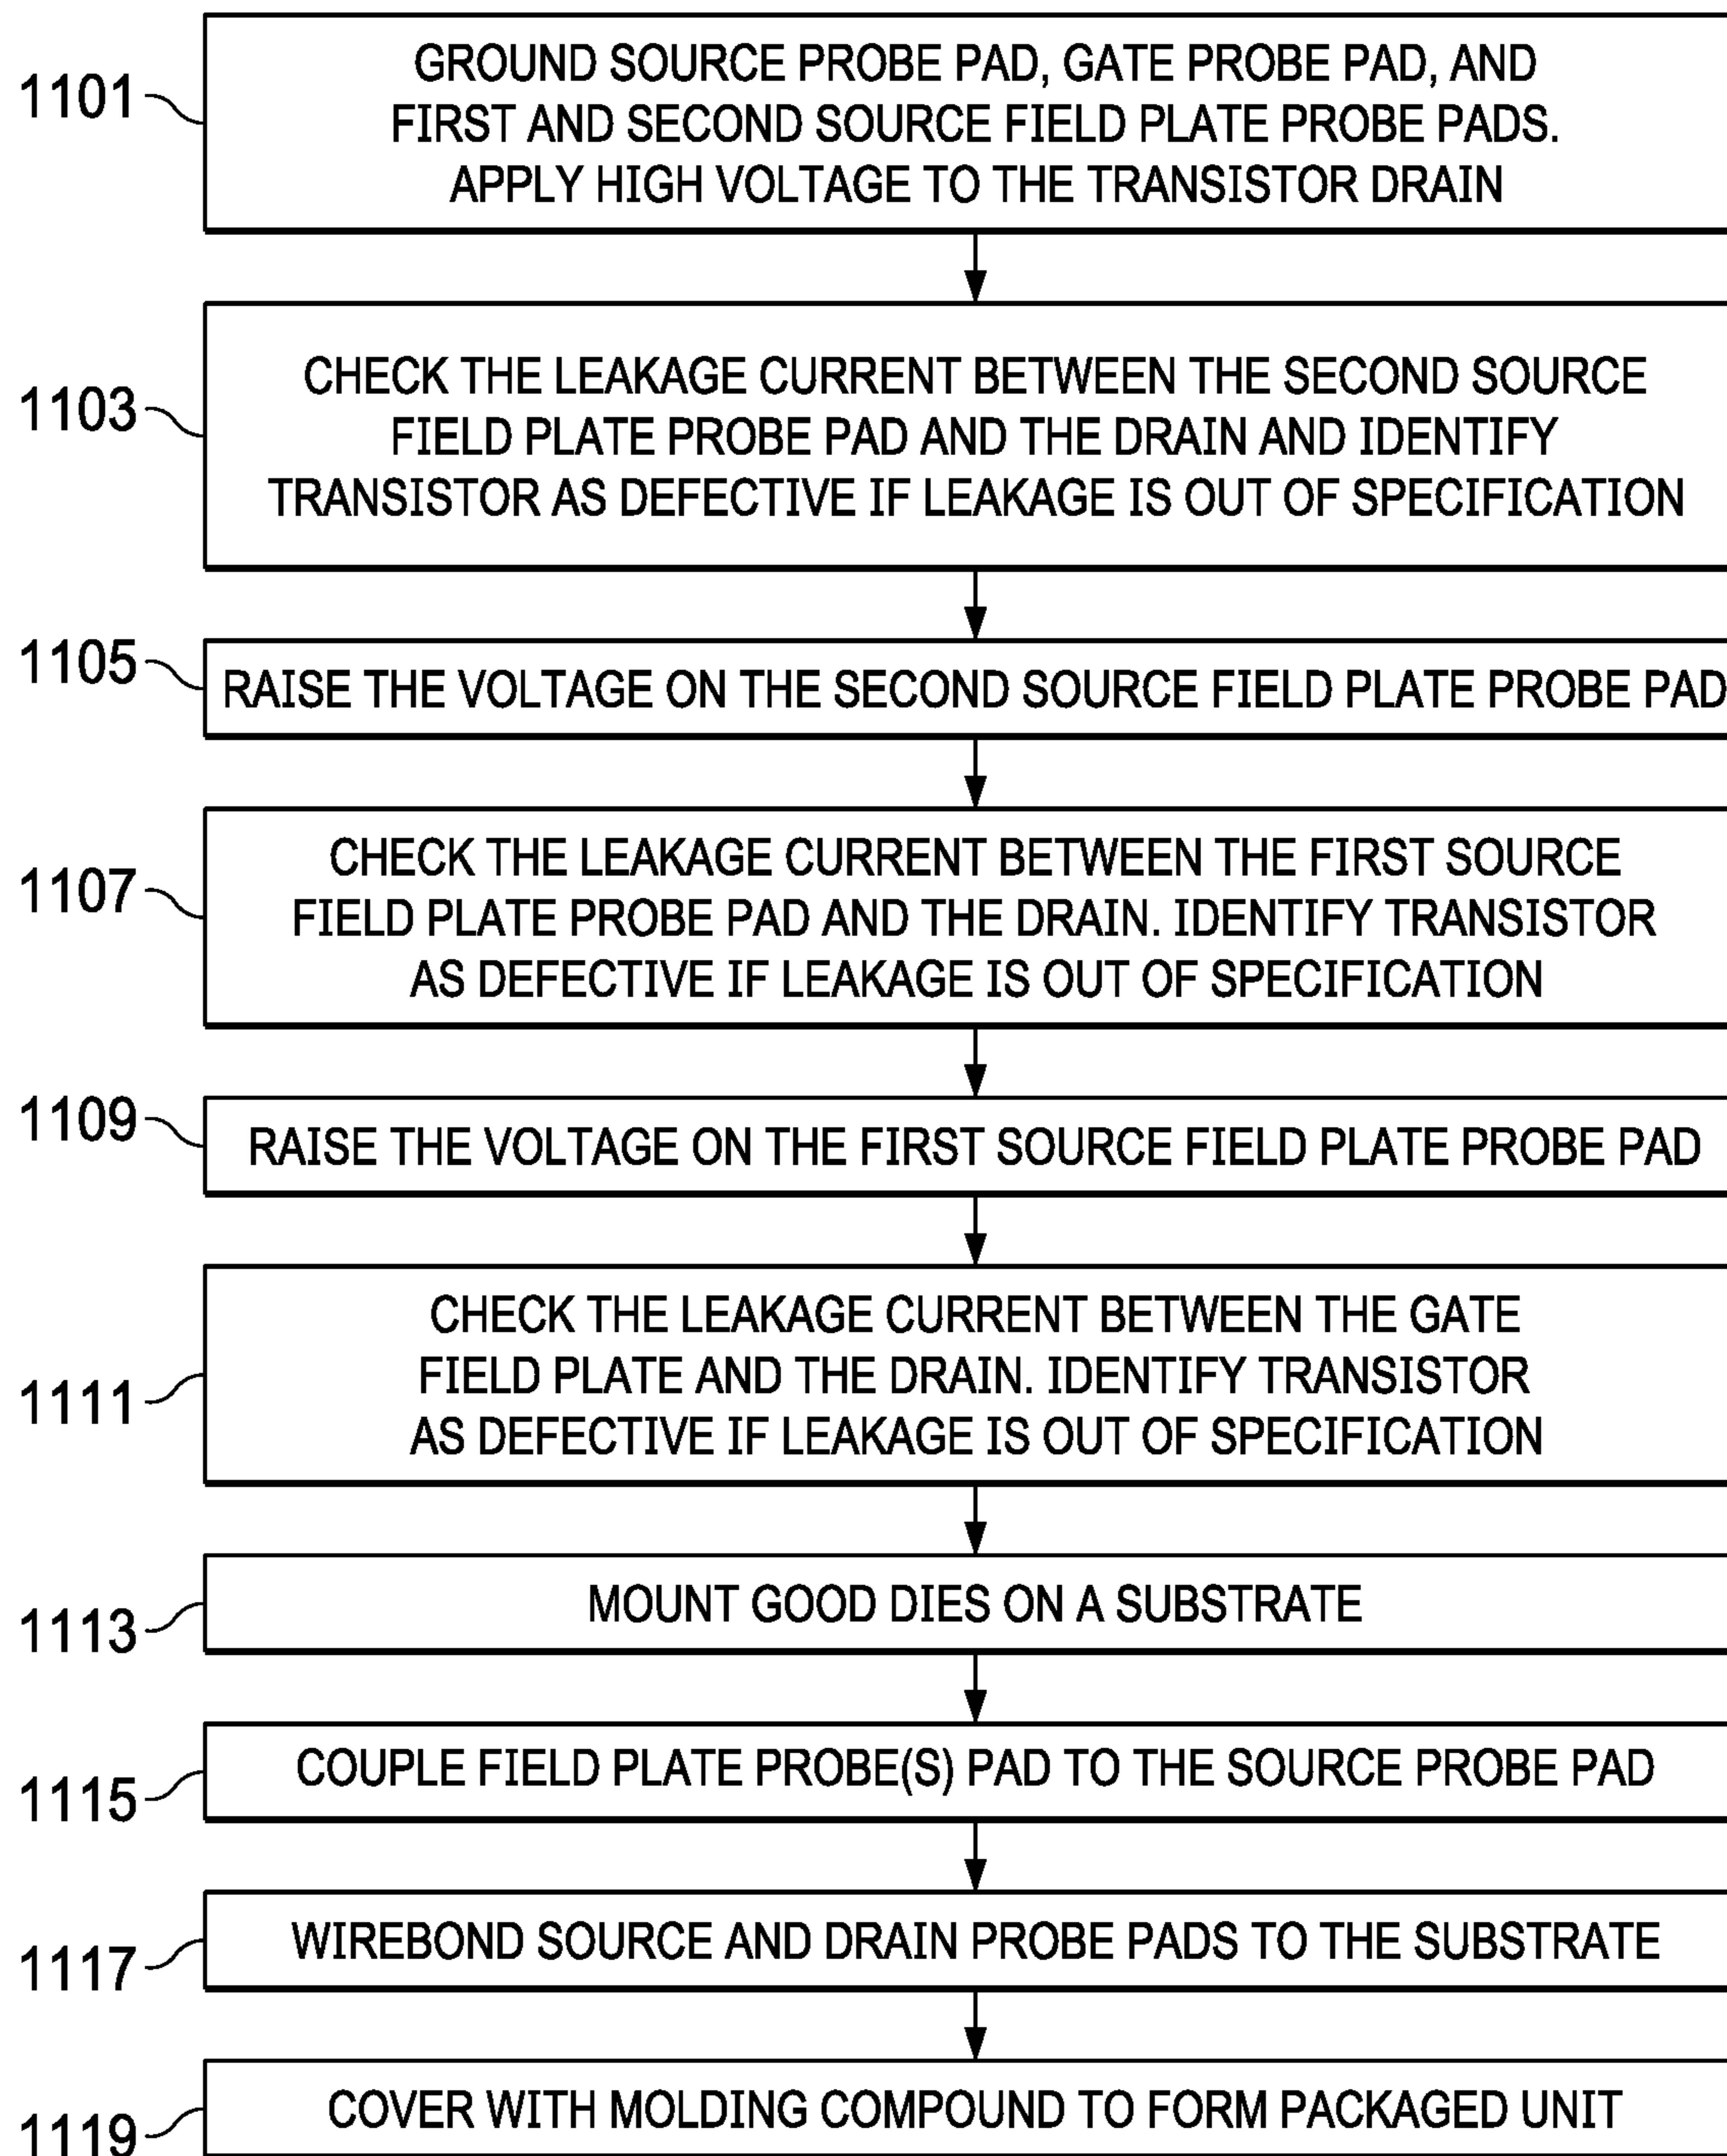 1101
GROUND SOURCE PROBE PAD, GATE PROBE PAD, AND
FIRST AND SECOND SOURCE FIELD PLATE PROBE PADS.
APPLY HIGH VOLTAGE TO THE TRANSISTOR DRAIN
1103
CHECK THE LEAKAGE CURRENT BETWEEN THE SECOND SOURCE
FIELD PLATE PROBE PAD AND THE DRAIN AND IDENTIFY
TRANSISTOR AS DEFECTIVE IF LEAKAGE IS OUT OF SPECIFICATION
1105
RAISE THE VOLTAGE ON THE SECOND SOURCE FIELD PLATE PROBE PAD
1107
CHECK THE LEAKAGE CURRENT BETWEEN THE FIRST SOURCE
FIELD PLATE PROBE PAD AND THE DRAIN. IDENTIFY TRANSISTOR
AS DEFECTIVE IF LEAKAGE IS OUT OF SPECIFICATION
1109
RAISE THE VOLTAGE ON THE FIRST SOURCE FIELD PLATE PROBE PAD
1111
CHECK THE LEAKAGE CURRENT BETWEEN THE GATE
FIELD PLATE AND THE DRAIN. IDENTIFY TRANSISTOR
AS DEFECTIVE IF LEAKAGE IS OUT OF SPECIFICATION
1113
MOUNT GOOD DIES ON A SUBSTRATE
1115
COUPLE FIELD PLATE PROBE(S) PAD TO THE SOURCE PROBE PAD
1117
WIREBOND SOURCE AND DRAIN PROBE PADS TO THE SUBSTRATE
1119
COVER WITH MOLDING COMPOUND TO FORM PACKAGED UNIT